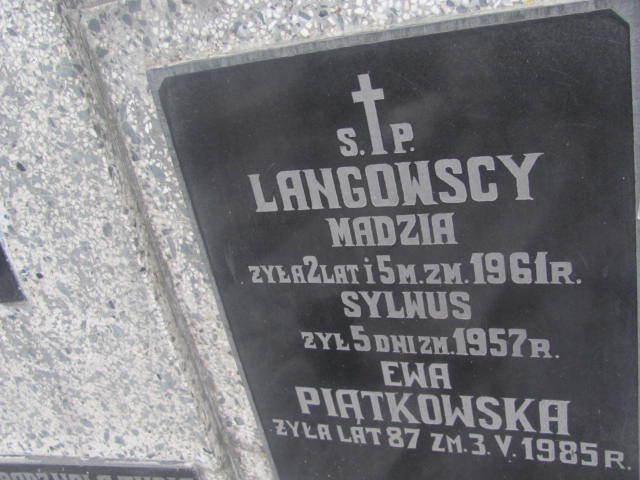 S. P.
LANGOWSCY
MADZIA
ŻYŁA 2 LAT i 5 M. ZM. 1961 R.
SYLWUS
ŻYŁ 5 DNI ZM. 1957 R.
EWA
PIĄTKOWSKA
ŻYŁA LAT 87 ZM. 3. V. 1985 R.